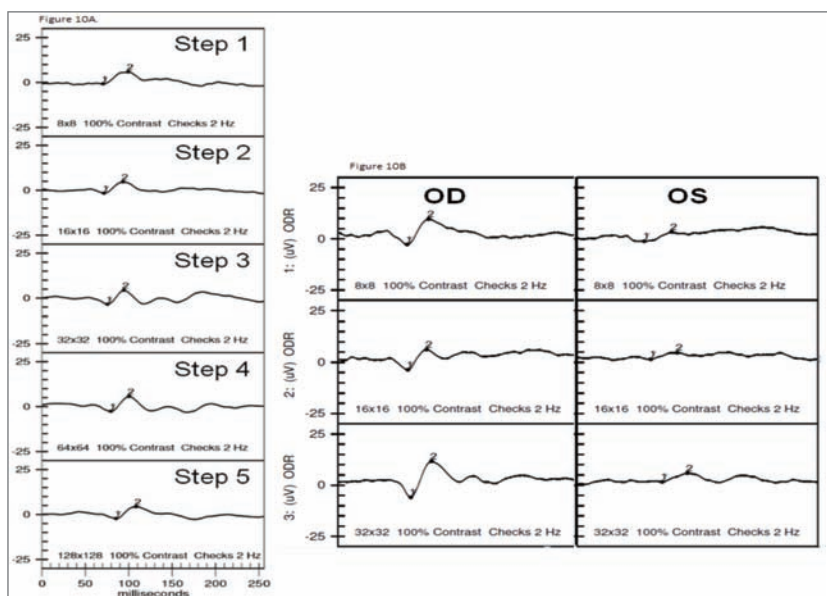 Figure 10A.
Step 1
25
0
-25
1
2
8x8 100% Contrast Checks 2 Hz
Step 2
25
0
-25
1
2
16x16 100% Contrast Checks 2 Hz
Step 3
25
0
-25
1
2
32x32 100% Contrast Checks 2 Hz
Step 4
25
0
-25
1
2
64x64 100% Contrast Checks 2 Hz
Step 5
25
0
-25
1
2
128x128 100% Contrast Checks 2 Hz
0 50 100 150 200 250
milliseconds
Figure 10B
OD
OS
1: (uV) ODR
25
0
-25
1
2
8x8 100% Contrast Checks 2 Hz
1
2
8x8 100% Contrast Checks 2 Hz
2: (uV) ODR
25
0
-25
1
2
16x16 100% Contrast Checks 2 Hz
1
2
16x16 100% Contrast Checks 2 Hz
3: (uV) ODR
25
0
-25
1
2
32x32 100% Contrast Checks 2 Hz
1
2
32x32 100% Contrast Checks 2 Hz